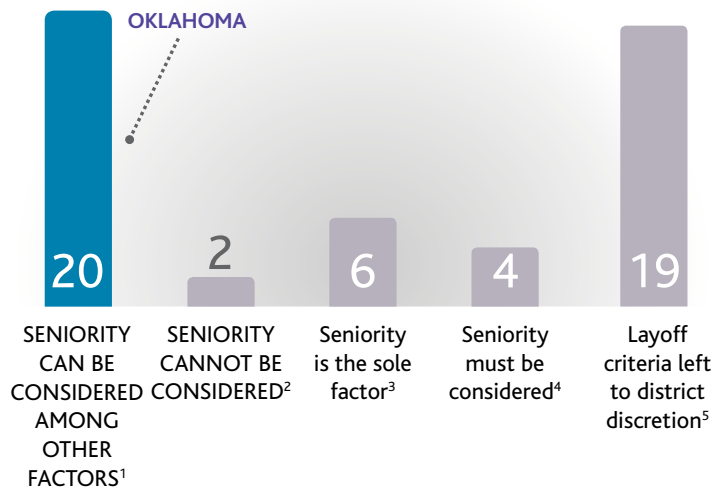 OKLAHOMA
20
2
6
4
19
SENIORITY
CAN BE
CONSIDERED
AMONG
OTHER
FACTORS¹
SENIORITY
CANNOT BE
CONSIDERED²
Seniority
is the sole
factor³
Seniority
must be
considered⁴
Layoff
criteria left
to district
discretion⁵